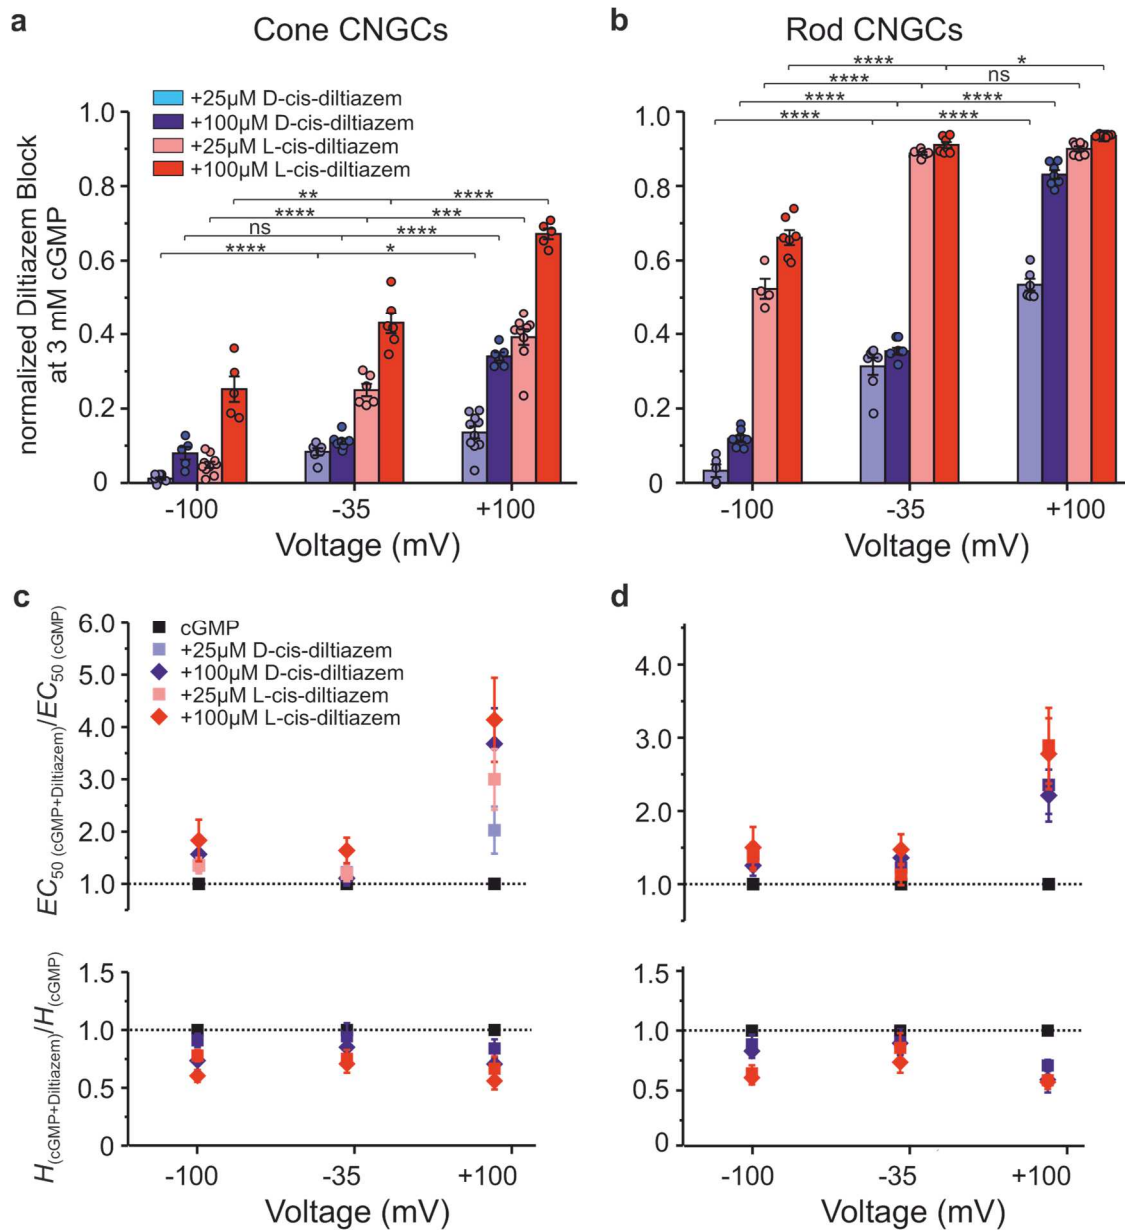 a
Cone CNGCs
b
Rod CNGCs
+25μM D-cis-diltiazem
+100μM D-cis-diltiazem
+25μM L-cis-diltiazem
+100μM L-cis-diltiazem
normalized Diltiazem Block
at 3 mM cGMP
1.0
0.8
0.6
0.4
0.2
0
** ****
**** ***
ns ****
**** *
-100 -35 +100
Voltage (mV)
**** *
**** ns
**** ****
**** ****
1.0
0.8
0.6
0.4
0.2
0
-100 -35 +100
Voltage (mV)
c
EC50 (cGMP+Diltiazem)/EC50 (cGMP)
6.0
5.0
4.0
3.0
2.0
1.0
cGMP
+25μM D-cis-diltiazem
+100μM D-cis-diltiazem
+25μM L-cis-diltiazem
+100μM L-cis-diltiazem
d
4.0
3.0
2.0
1.0
H(cGMP+Diltiazem)/H(cGMP)
1.5
1.0
0.5
0
-100 -35 +100
Voltage (mV)
1.5
1.0
0.5
0
-100 -35 +100
Voltage (mV)